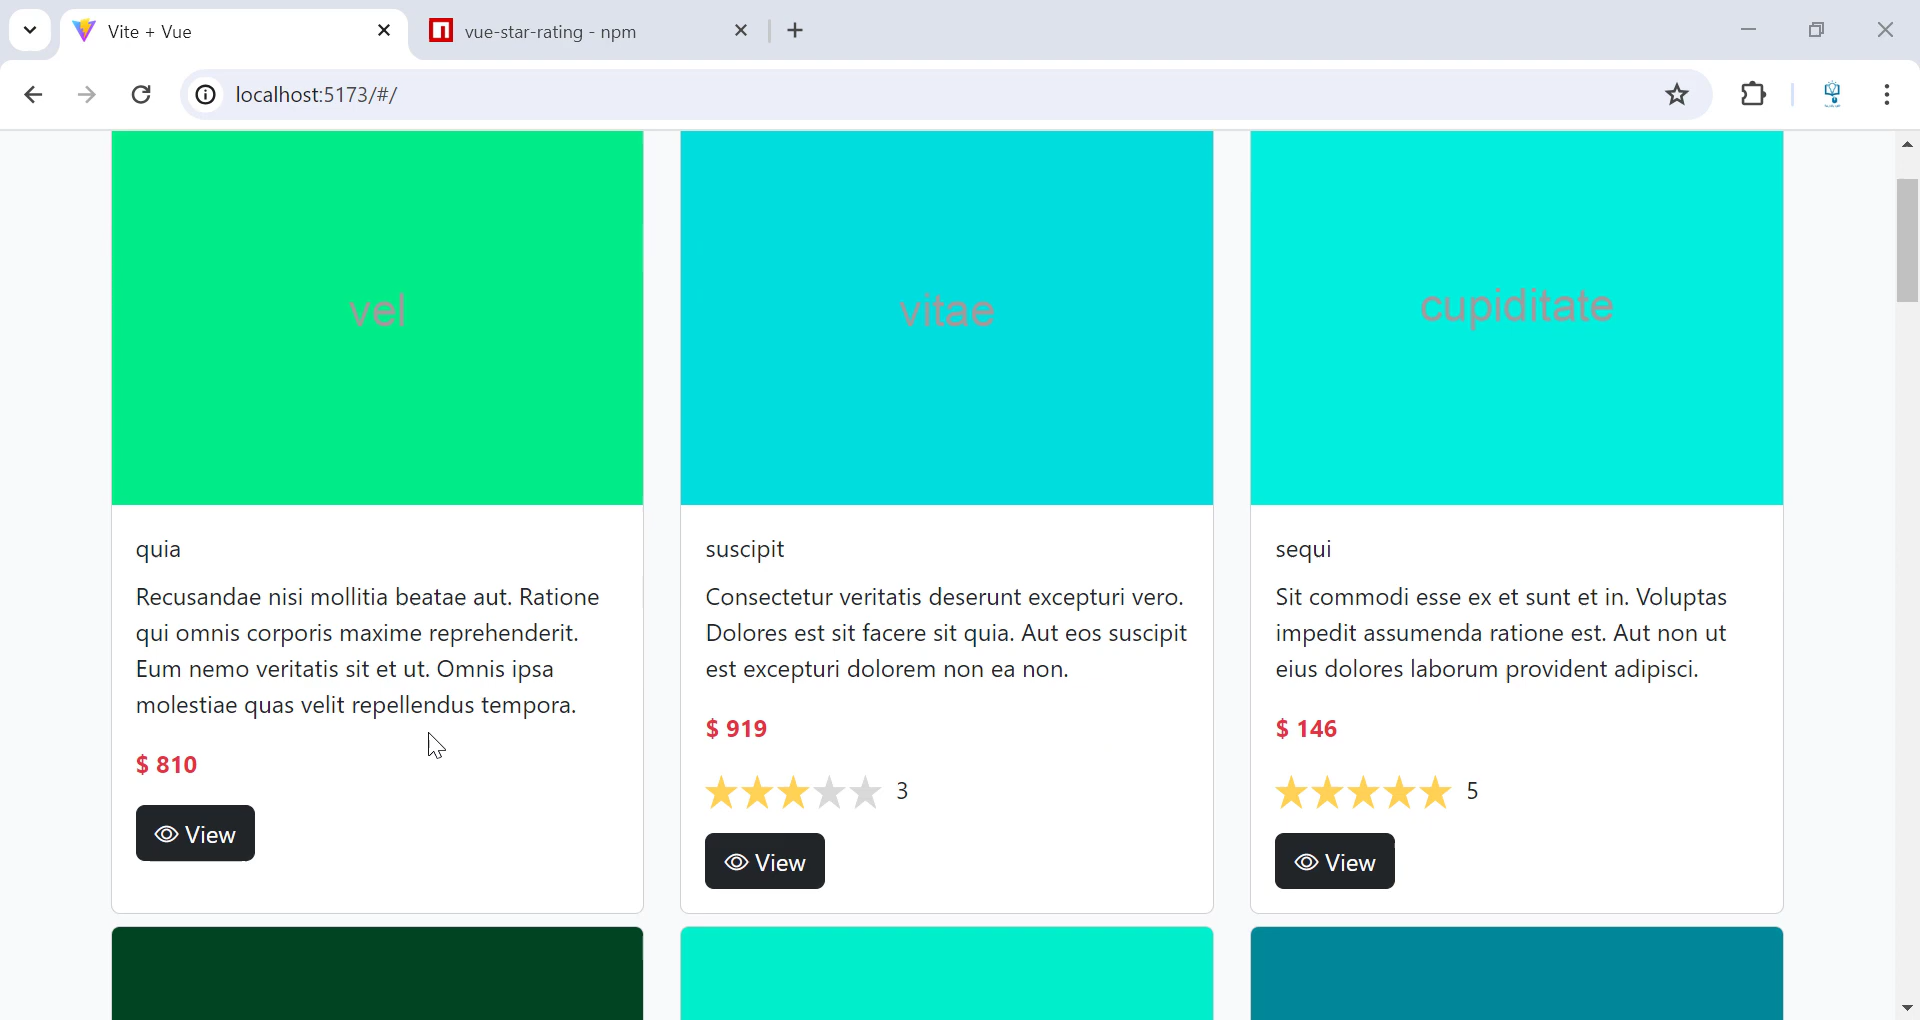 Vite + Vue
vue-star-rating - npm
localhost:5173/#/
vel
vitae
cupiditate
quia
Recusandae nisi mollitia beatae aut. Ratione
qui omnis corporis maxime reprehenderit.
Eum nemo veritatis sit et ut. Omnis ipsa
molestiae quas velit repellendus tempora.
$ 810
View
suscipit
Consectetur veritatis deserunt excepturi vero.
Dolores est sit facere sit quia. Aut eos suscipit
est excepturi dolorem non ea non.
$ 919
3
View
sequi
Sit commodi esse ex et sunt et in. Voluptas
impedit assumenda ratione est. Aut non ut
eius dolores laborum provident adipisci.
$ 146
5
View